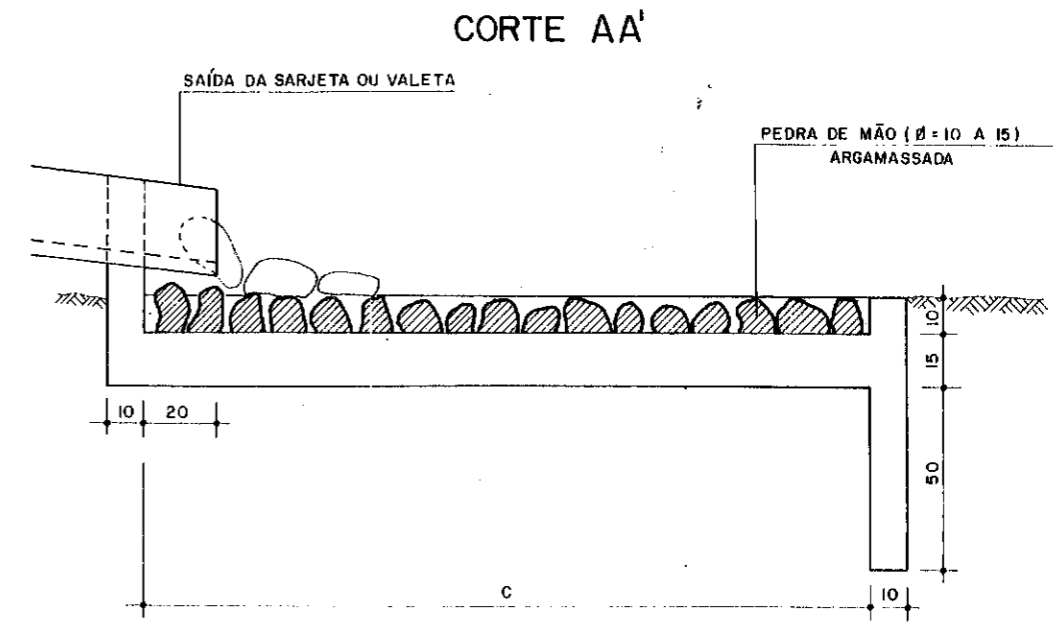 CORTE AA'
SAÍDA DA SARJETA OU VALETA
PEDRA DE MÃO (Ø=10 A 15)
ARGAMASSADA
10
15
10
20
50
C
10